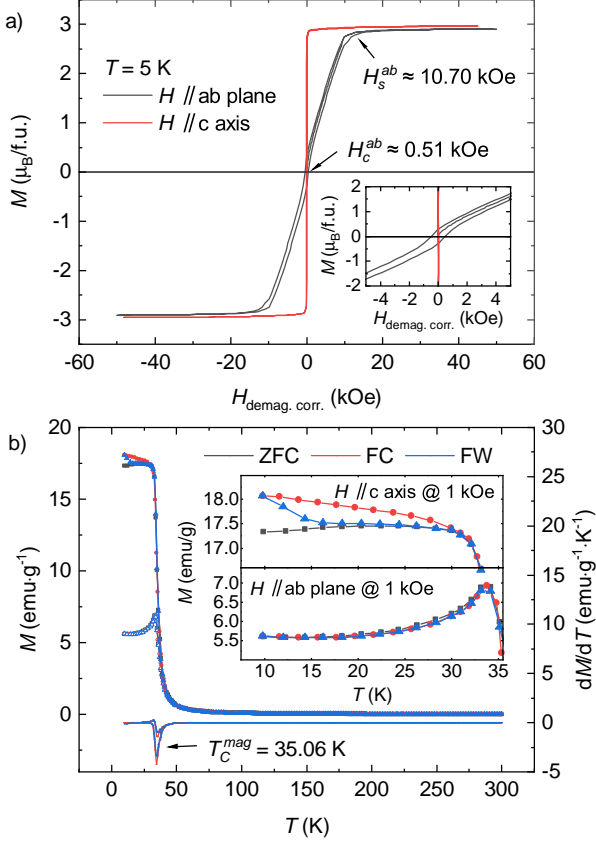 a)
3
2
1
0
-1
-2
-3
M (μB/f.u.)
T = 5 K
H // ab plane
H // c axis
H_s^ab ≈ 10.70 kOe
H_c^ab ≈ 0.51 kOe
2
1
0
-1
-2
M (μB/f.u.)
-4 -2 0 2 4
H_demag. corr. (kOe)
-60 -40 -20 0 20 40 60
H_demag. corr. (kOe)
b)
20
15
10
5
0
M (emu·g⁻¹)
ZFC FC FW
H // c axis @ 1 kOe
18.0
17.5
17.0
M (emu/g)
H // ab plane @ 1 kOe
7.0
6.5
6.0
5.5
10 15 20 25 30 35
T (K)
T_C^mag = 35.06 K
30
25
20
15
10
5
0
-5
dM/dT (emu·g⁻¹·K⁻¹)
0 50 100 150 200 250 300
T (K)